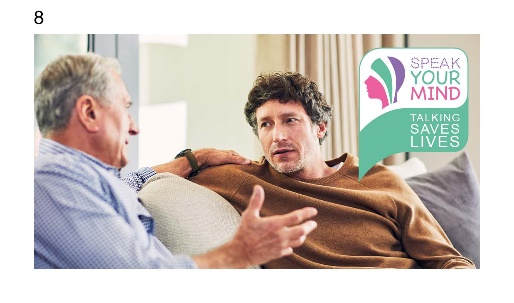 8
SPEAK
YOUR
MIND
TALKING
SAVES
LIVES